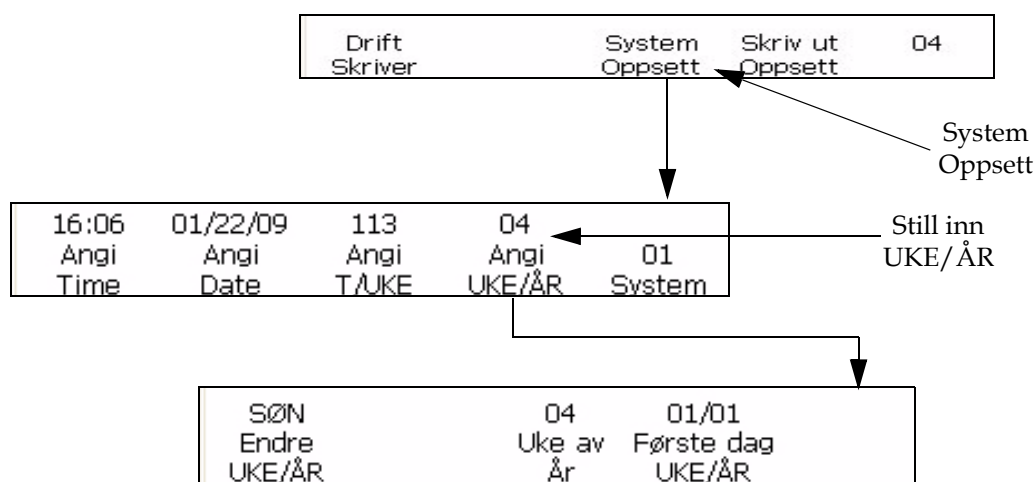 Drift System Skriv ut 04
Skriver Oppsett Oppsett
System
Oppsett
16:06 01/22/09 113 04
Angi Angi Angi Angi 01
Time Date T/UKE UKE/ÅR System
Still inn
UKE/ÅR
SØN 04 01/01
Endre Uke av Første dag
UKE/ÅR År UKE/ÅR